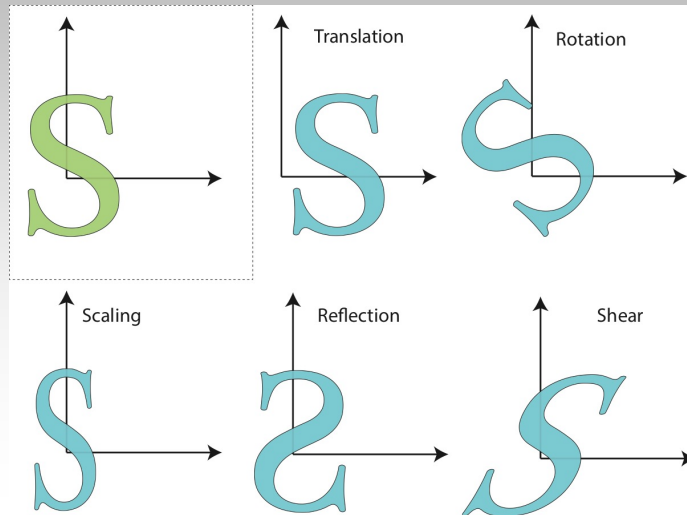 Translation
Rotation
Scaling
Reflection
Shear